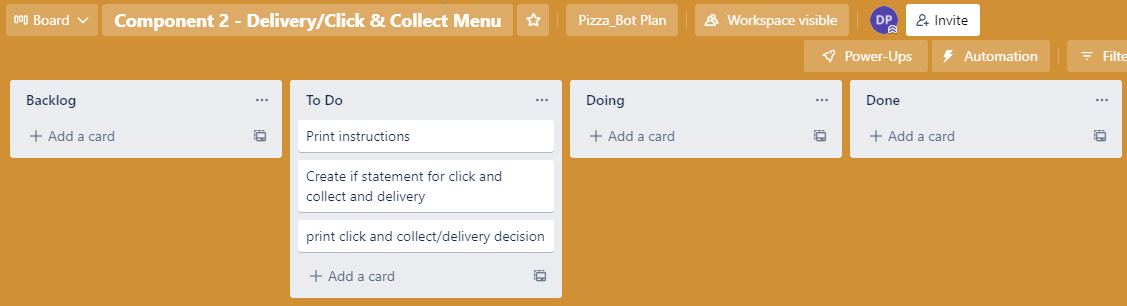 Board
Component 2 - Delivery/Click & Collect Menu
Pizza_Bot Plan
Workspace visible
DP
Invite
Power-Ups
Automation
Filte
Backlog
Add a card
To Do
Print instructions
Create if statement for click and
collect and delivery
print click and collect/delivery decision
Add a card
Doing
Add a card
Done
Add a card